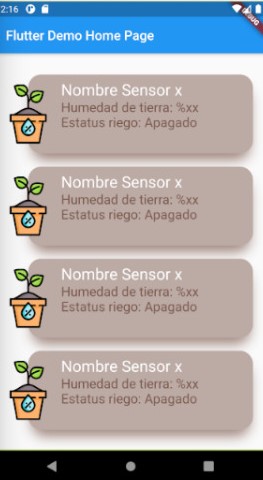 2:16
DEBUG
Flutter Demo Home Page
Nombre Sensor x
Humedad de tierra: %xx
Estatus riego: Apagado
Nombre Sensor x
Humedad de tierra: %xx
Estatus riego: Apagado
Nombre Sensor x
Humedad de tierra: %xx
Estatus riego: Apagado
Nombre Sensor x
Humedad de tierra: %xx
Estatus riego: Apagado